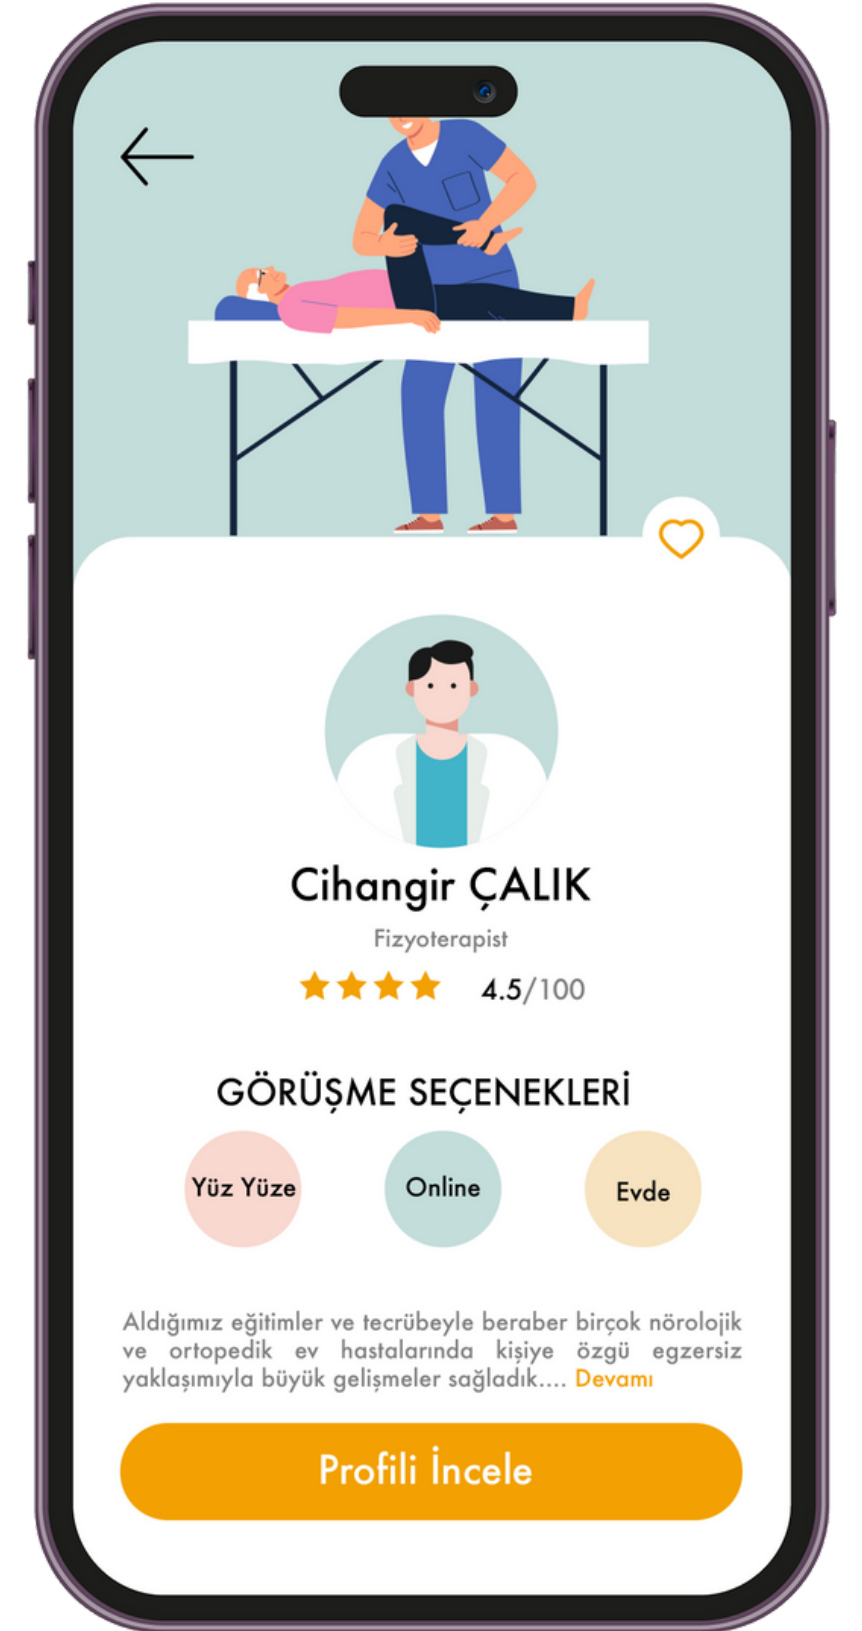 Cihangir ÇALIK
Fizyoterapist
4.5/100
GÖRÜŞME SEÇENEKLERİ
Yüz Yüze
Online
Evde
Aldığımız eğitimler ve tecrübeyle beraber birçok nörolojik
ve ortopedik ev hastalarında kişiye özgü egzersiz
yaklaşımıyla büyük gelişmeler sağladık.... Devamı
Profili İncele